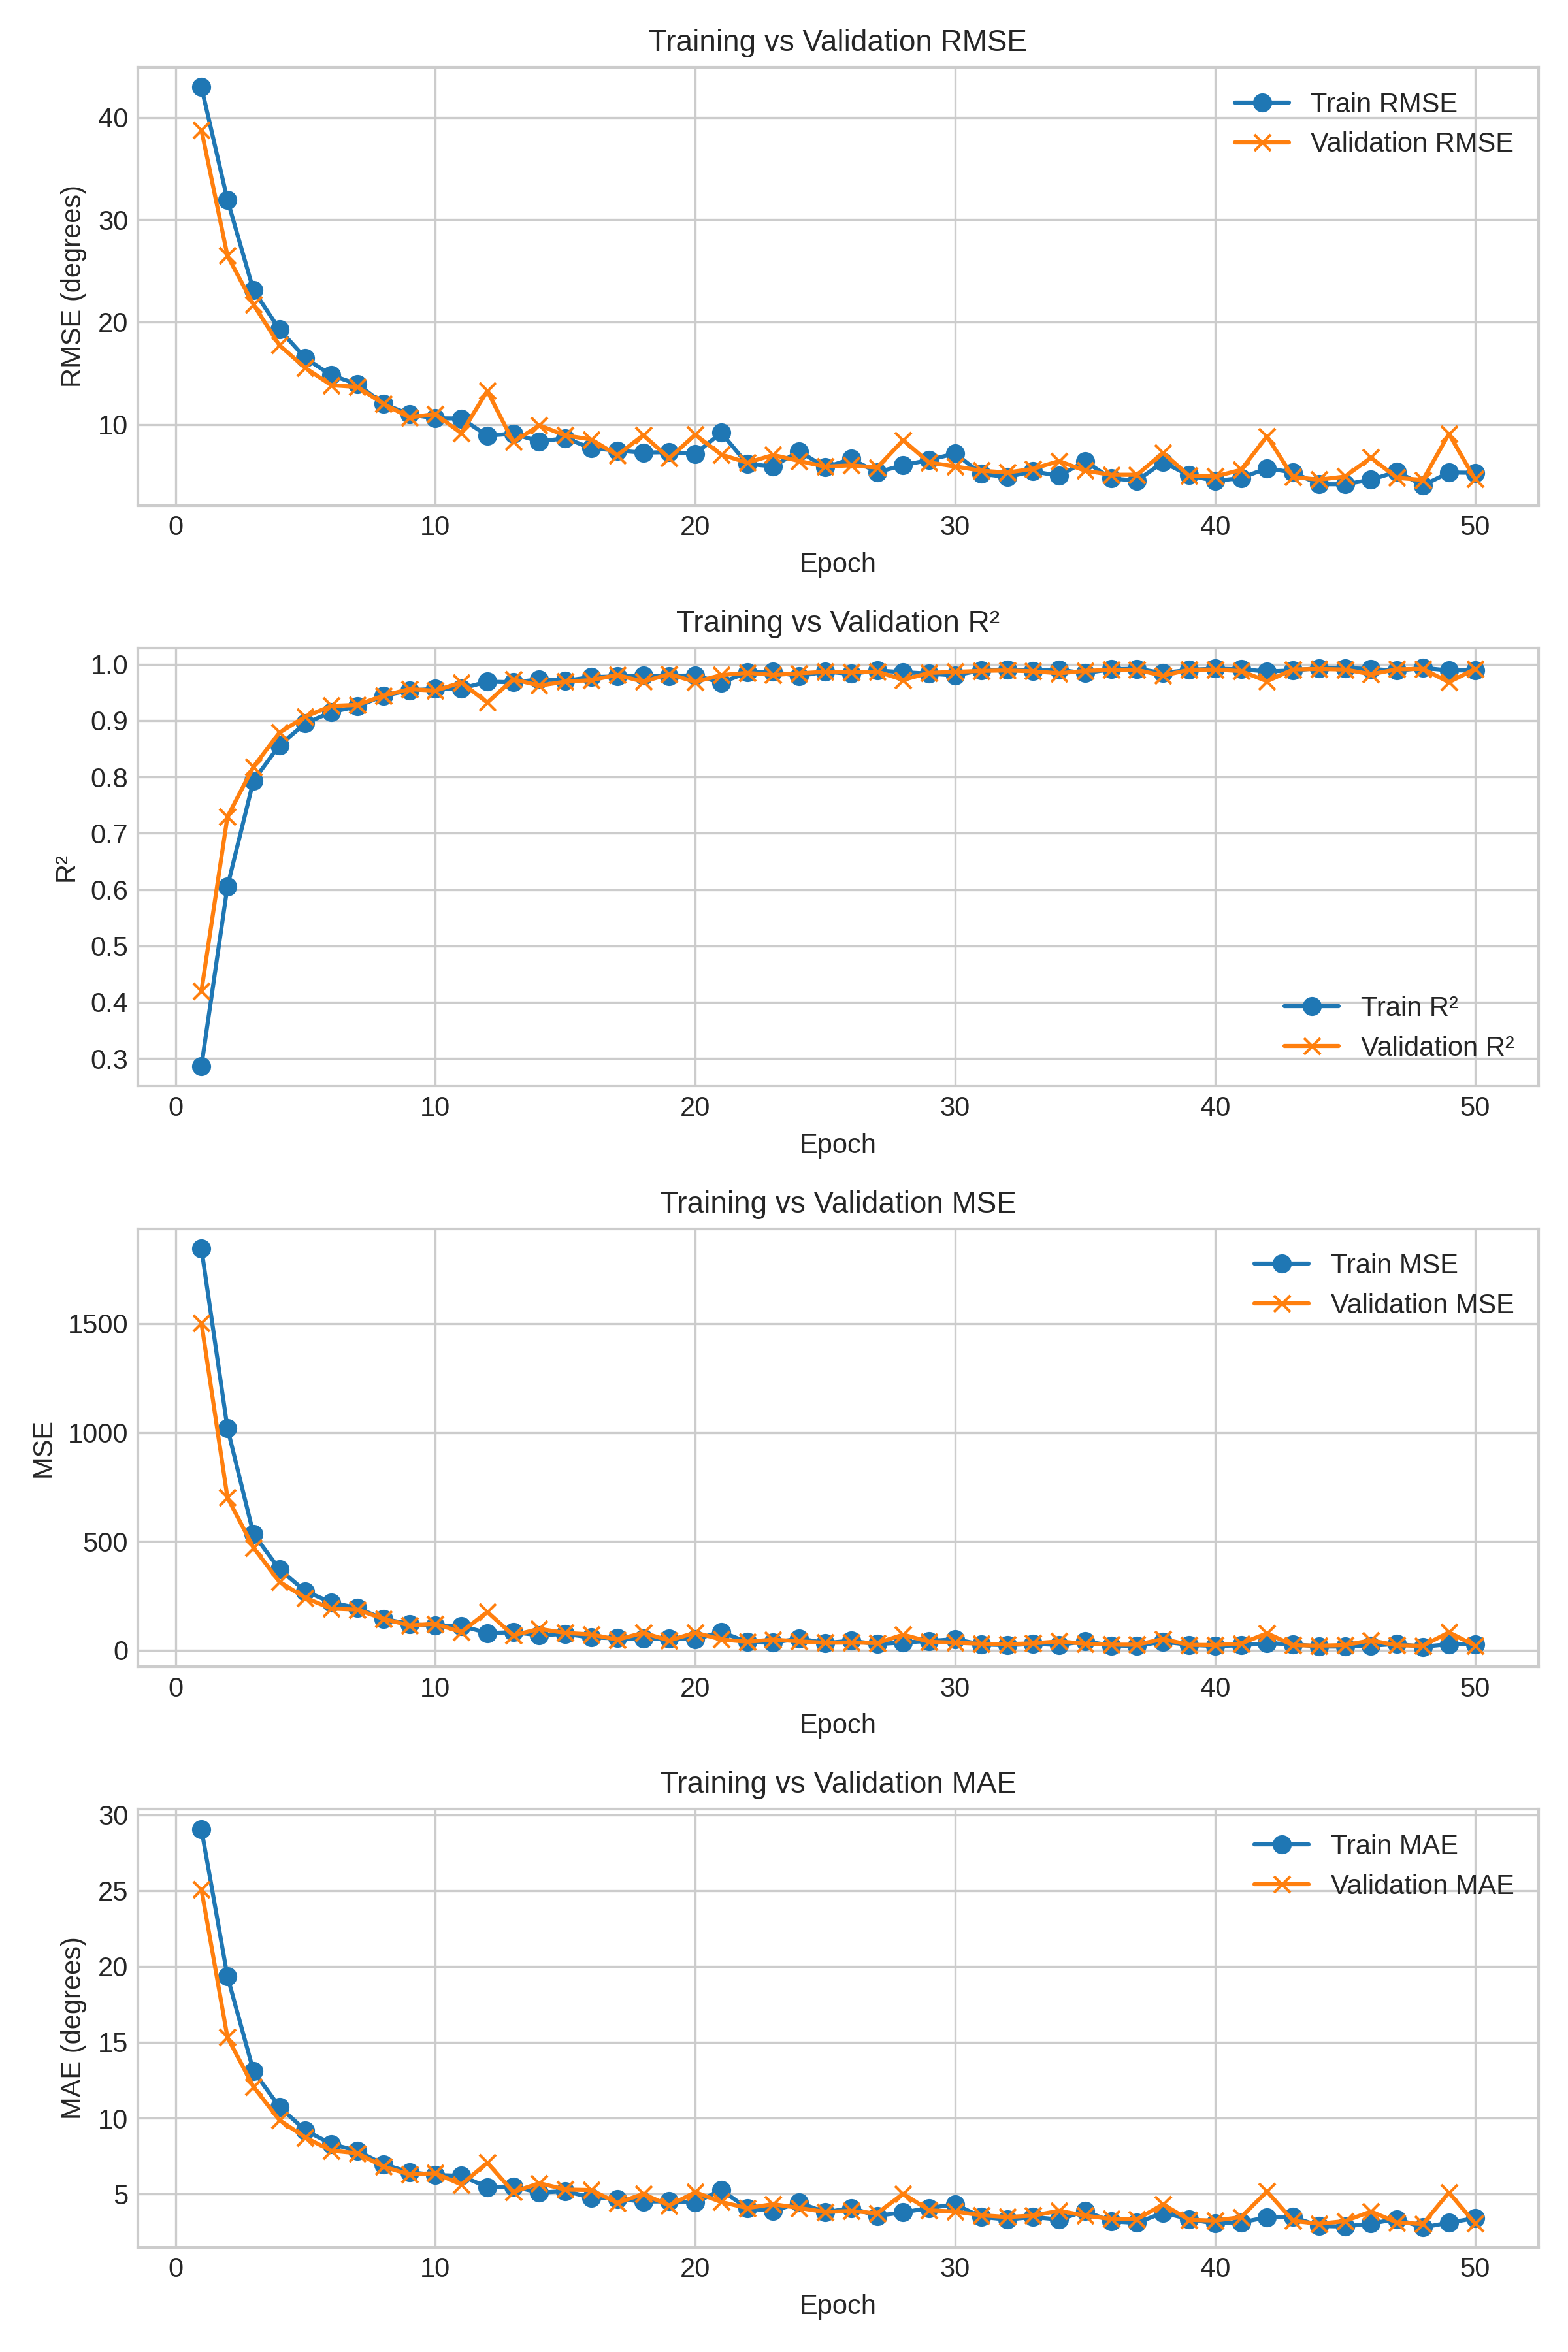 Training vs Validation RMSE
40
30
20
10
RMSE (degrees)
Train RMSE
Validation RMSE
0 10 20 30 40 50
Epoch
Training vs Validation R²
1.0
0.9
0.8
0.7
0.6
0.5
0.4
0.3
R²
Train R²
Validation R²
0 10 20 30 40 50
Epoch
Training vs Validation MSE
1500
1000
500
0
MSE
Train MSE
Validation MSE
0 10 20 30 40 50
Epoch
Training vs Validation MAE
30
25
20
15
10
5
MAE (degrees)
Train MAE
Validation MAE
0 10 20 30 40 50
Epoch